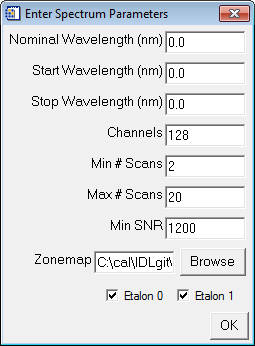 Enter Spectrum Parameters
Nominal Wavelength (nm) 0.0
Start Wavelength (nm) 0.0
Stop Wavelength (nm) 0.0
Channels 128
Min # Scans 2
Max # Scans 20
Min SNR 1200
Zonemap C:\cal\IDLgit\ Browse
Etalon 0 Etalon 1
OK